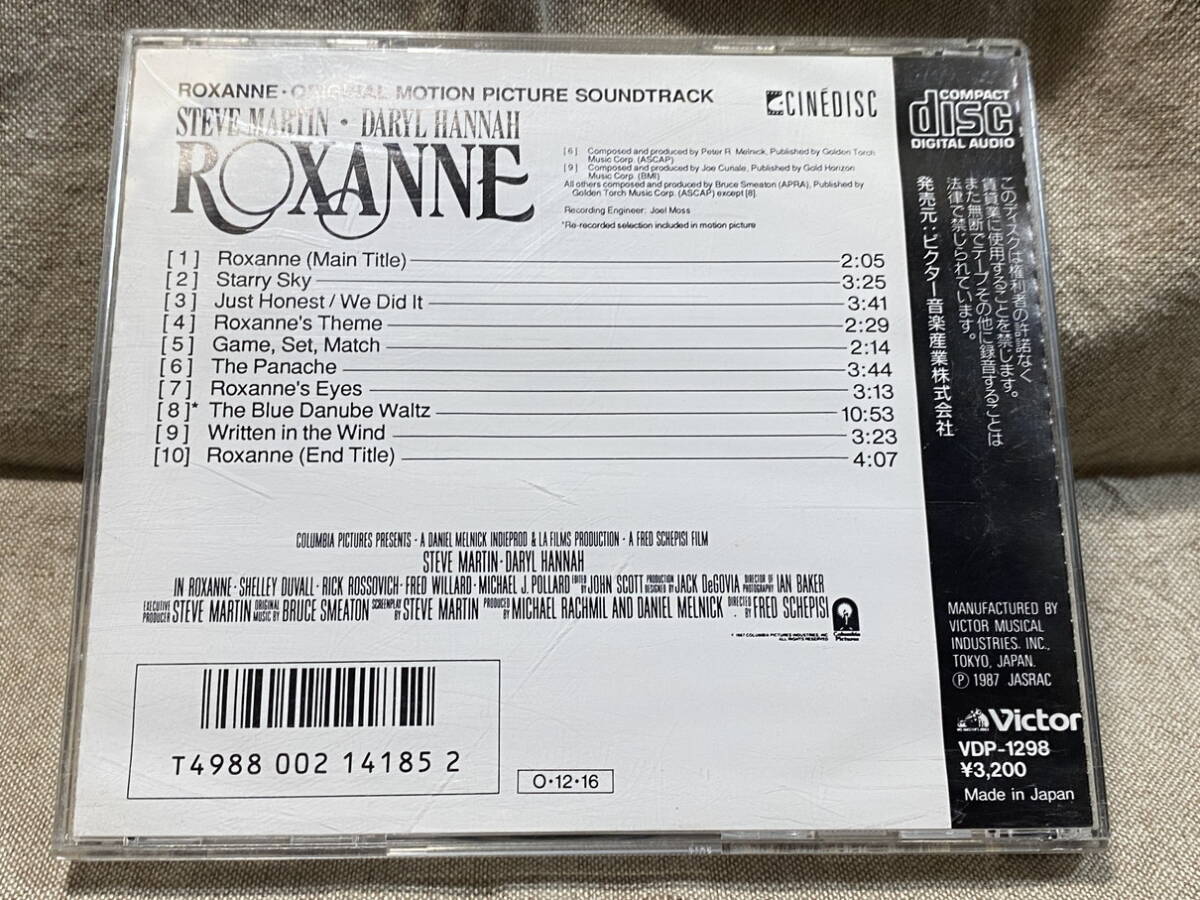 ROXANNE · ORIGINAL MOTION PICTURE SOUNDTRACK
STEVE MARTIN · DARYL HANNAH
ROXANNE
CINÉDISC
[6] Composed and produced by Peter R. Melnick, Published by Golden Torch
Music Corp. (ASCAP)
[9] Composed and produced by Joe Curiale, Published by Gold Horizon
Music Corp. (BMI)
All others composed and produced by Bruce Smeaton (APRA), Published by
Golden Torch Music Corp. (ASCAP) except [8].
Recording Engineer: Joel Moss
*Re-recorded selection included in motion picture
[1] Roxanne (Main Title) 2:05
[2] Starry Sky 3:25
[3] Just Honest / We Did It 3:41
[4] Roxanne's Theme 2:29
[5] Game, Set, Match 2:14
[6] The Panache 3:44
[7] Roxanne's Eyes 3:13
[8]* The Blue Danube Waltz 10:53
[9] Written in the Wind 3:23
[10] Roxanne (End Title) 4:07
COLUMBIA PICTURES PRESENTS · A DANIEL MELNICK INDIEPROD & LA FILMS PRODUCTION · A FRED SCHEPISI FILM
STEVE MARTIN · DARYL HANNAH
IN ROXANNE · SHELLEY DUVALL · RICK ROSSOVICH · FRED WILLARD · MICHAEL J. POLLARD EDITED BY JOHN SCOTT PRODUCTION DESIGNED BY JACK DeGOVIA DIRECTOR OF PHOTOGRAPHY IAN BAKER
EXECUTIVE PRODUCER STEVE MARTIN ORIGINAL MUSIC BY BRUCE SMEATON SCREENPLAY BY STEVE MARTIN PRODUCED BY MICHAEL RACHMIL AND DANIEL MELNICK DIRECTED BY FRED SCHEPISI
© 1987 COLUMBIA PICTURES INDUSTRIES, INC.
ALL RIGHTS RESERVED
Columbia
Pictures
T4988 002 14185 2
O·12·16
COMPACT
disc
DIGITAL AUDIO
このディスクは権利者の許諾なく
賃貸業に使用することを禁じます。
また無断でテープその他に録音することは
法律で禁じられています。
発売元:ビクター音楽産業株式会社
MANUFACTURED BY
VICTOR MUSICAL
INDUSTRIES, INC.,
TOKYO, JAPAN.
Ⓟ 1987 JASRAC
Victor
VDP-1298
¥3,200
Made in Japan